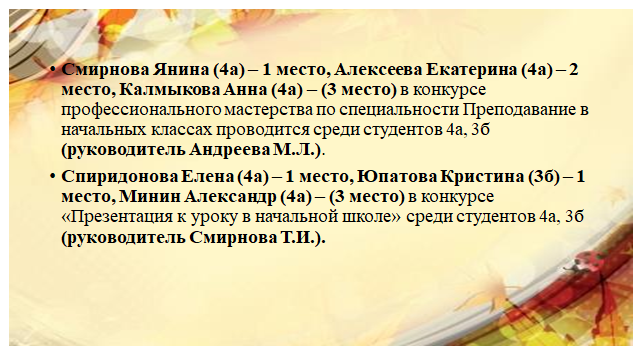 • Смирнова Янина (4а) – 1 место, Алексеева Екатерина (4а) – 2
место, Калмыкова Анна (4а) – (3 место) в конкурсе
профессионального мастерства по специальности Преподавание в
начальных классах проводится среди студентов 4а, 3б
(руководитель Андреева М.Л.).
• Спиридонова Елена (4а) – 1 место, Юпатова Кристина (3б) – 1
место, Минин Александр (4а) – (3 место) в конкурсе
«Презентация к уроку в начальной школе» среди студентов 4а, 3б
(руководитель Смирнова Т.И.).